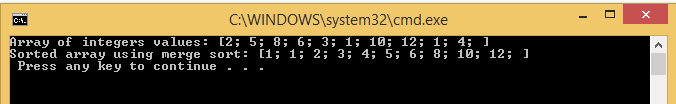 C:\WINDOWS\system32\cmd.exe
Array of integers values: [2; 5; 8; 6; 3; 1; 10; 12; 1; 4; ]
Sorted array using merge sort: [1; 1; 2; 3; 4; 5; 6; 8; 10; 12; ]
Press any key to continue . . .